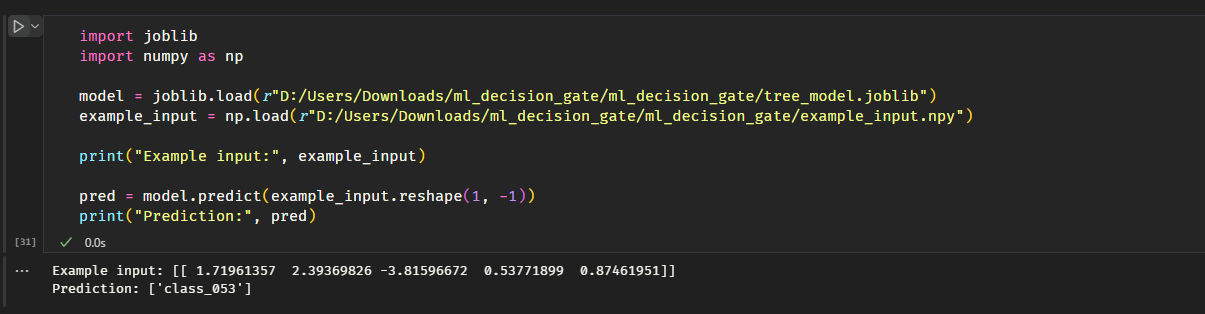 import joblib
import numpy as np
model = joblib.load(r"D:/Users/Downloads/ml_decision_gate/ml_decision_gate/tree_model.joblib")
example_input = np.load(r"D:/Users/Downloads/ml_decision_gate/ml_decision_gate/example_input.npy")
print("Example input:", example_input)
pred = model.predict(example_input.reshape(1, -1))
print("Prediction:", pred)
[31] ✓ 0.0s
... Example input: [[ 1.71961357  2.39369826 -3.81596672  0.53771899  0.87461951]]
Prediction: ['class_053']